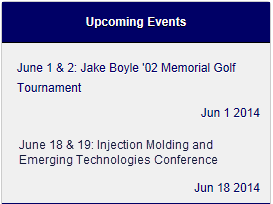 Upcoming Events
June 1 & 2: Jake Boyle '02 Memorial Golf
Tournament
Jun 1 2014
June 18 & 19: Injection Molding and
Emerging Technologies Conference
Jun 18 2014